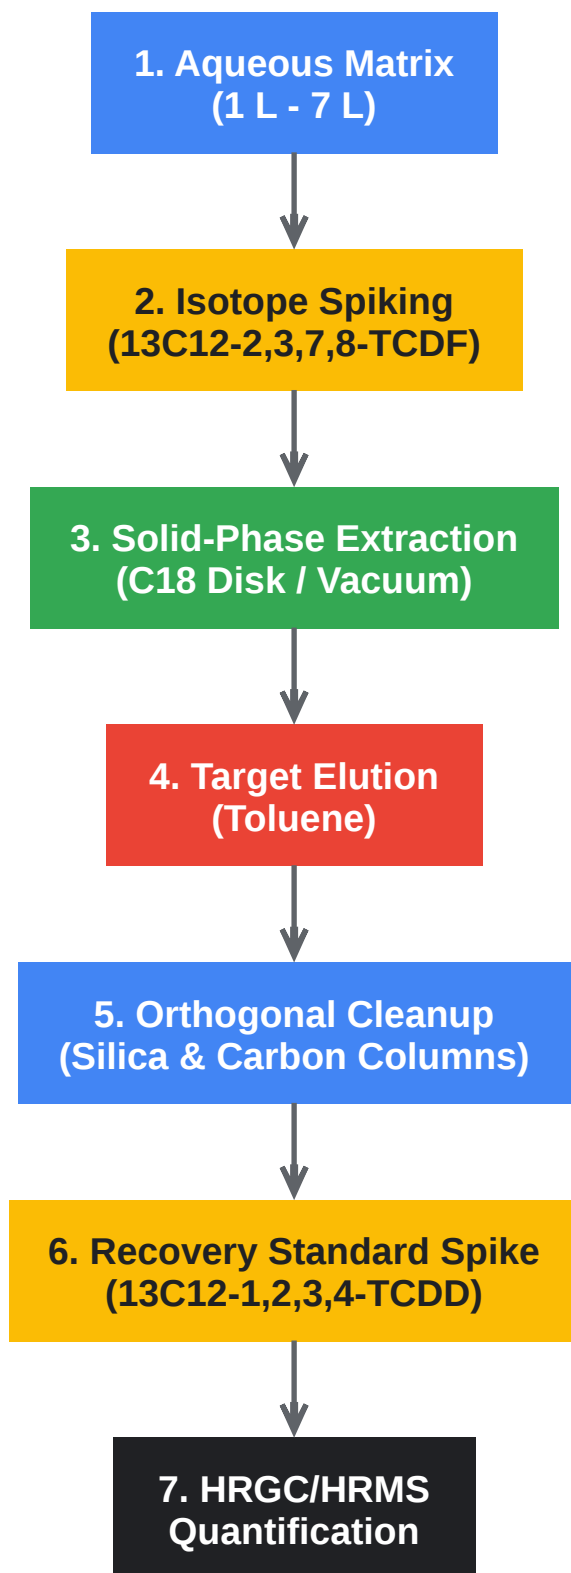 1. Aqueous Matrix
(1 L - 7 L)
2. Isotope Spiking
(13C12-2,3,7,8-TCDF)
3. Solid-Phase Extraction
(C18 Disk / Vacuum)
4. Target Elution
(Toluene)
5. Orthogonal Cleanup
(Silica & Carbon Columns)
6. Recovery Standard Spike
(13C12-1,2,3,4-TCDD)
7. HRGC/HRMS
Quantification